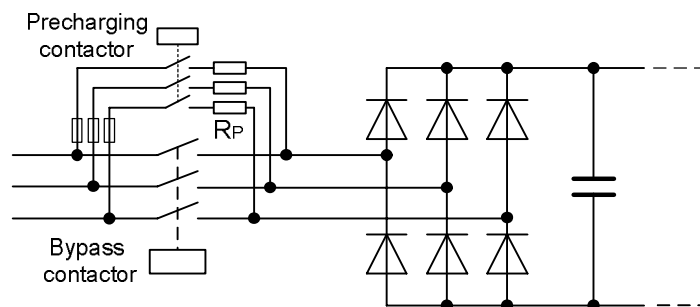 Precharging
contactor
RP
Bypass
contactor